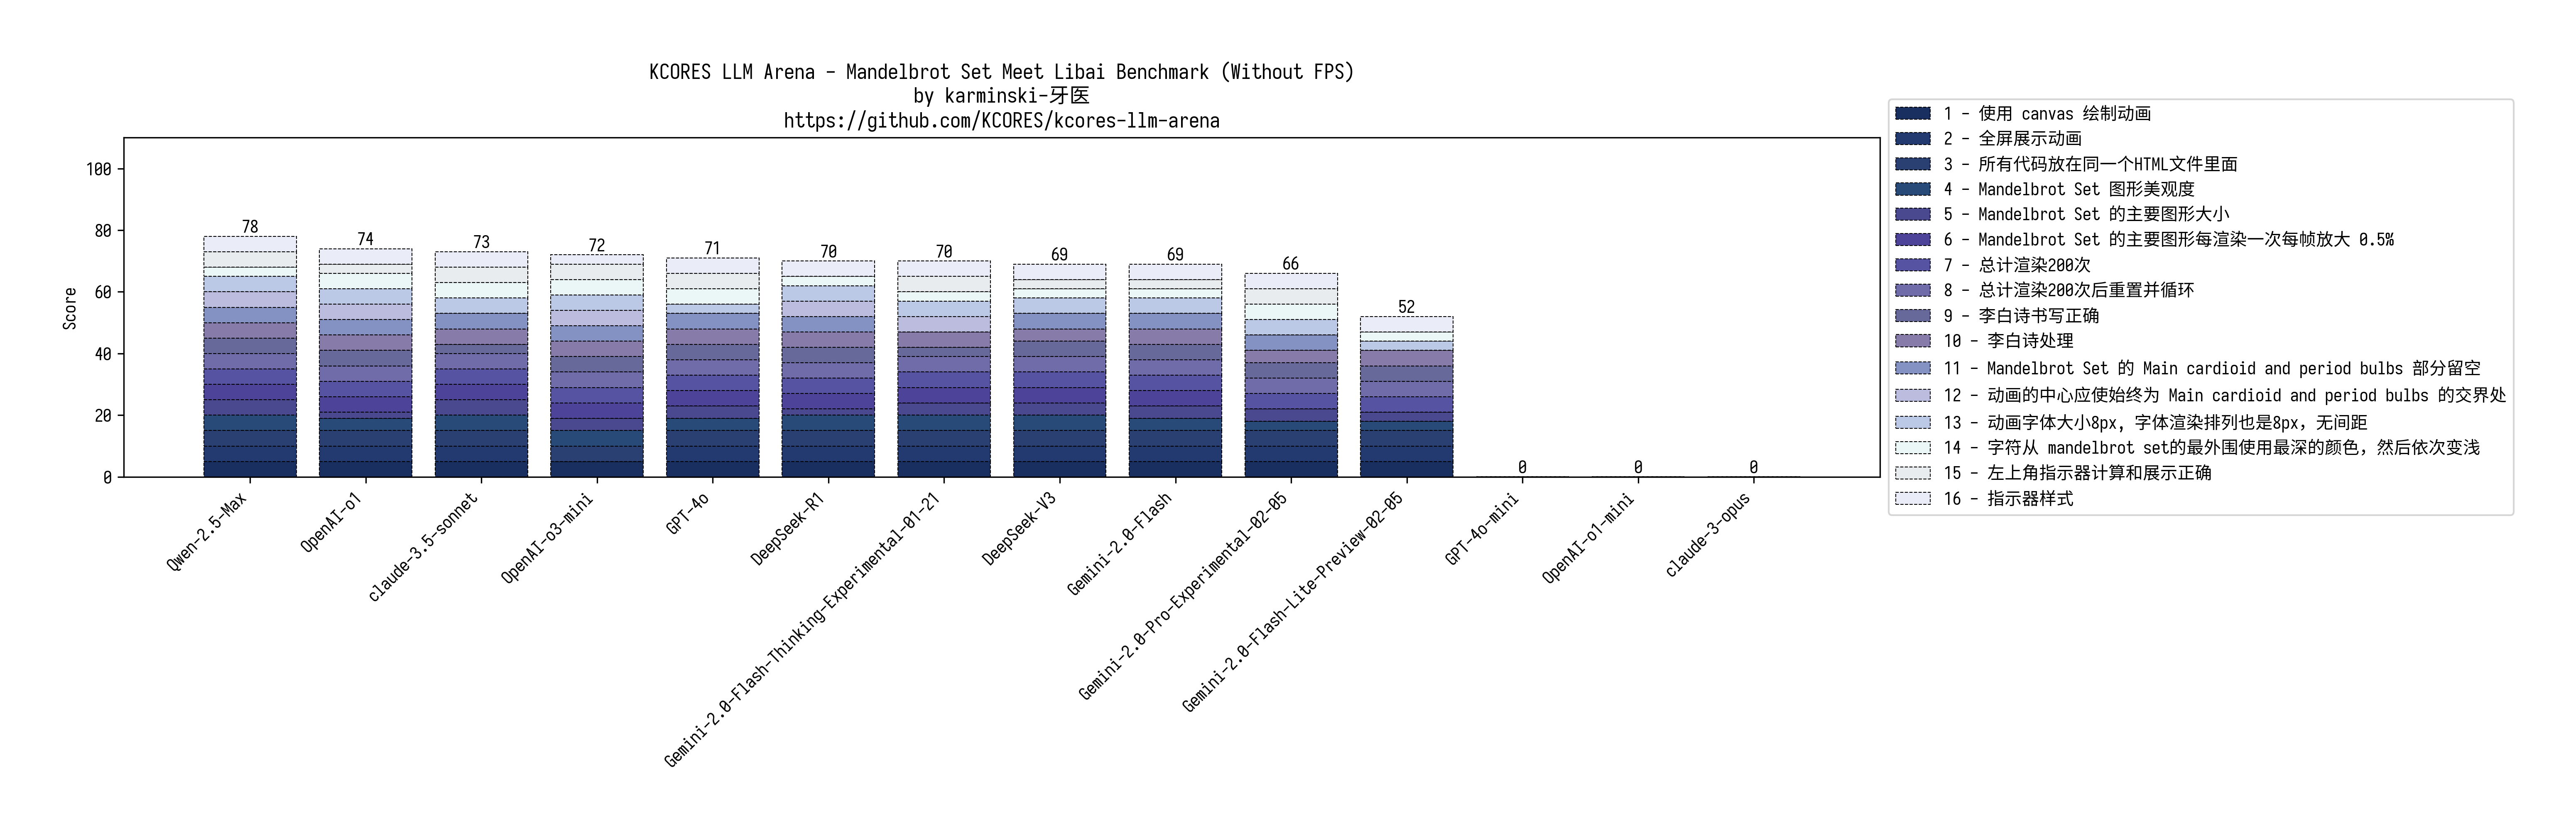 KCORES LLM Arena - Mandelbrot Set Meet Libai Benchmark (Without FPS)
by karminski-牙医
https://github.com/KCORES/kcores-llm-arena
Score
100
80
60
40
20
0
78
74
73
72
71
70
70
69
69
66
52
0
0
0
Qwen-2.5-Max
OpenAI-o1
claude-3.5-sonnet
OpenAI-o3-mini
GPT-4o
DeepSeek-R1
Gemini-2.0-Flash-Thinking-Experimental-01-21
DeepSeek-V3
Gemini-2.0-Flash
Gemini-2.0-Pro-Experimental-02-05
Gemini-2.0-Flash-Lite-Preview-02-05
GPT-4o-mini
OpenAI-o1-mini
claude-3-opus
1 - 使用 canvas 绘制动画
2 - 全屏展示动画
3 - 所有代码放在同一个HTML文件里面
4 - Mandelbrot Set 图形美观度
5 - Mandelbrot Set 的主要图形大小
6 - Mandelbrot Set 的主要图形每渲染一次每帧放大 0.5%
7 - 总计渲染200次
8 - 总计渲染200次后重置并循环
9 - 李白诗书写正确
10 - 李白诗处理
11 - Mandelbrot Set 的 Main cardioid and period bulbs 部分留空
12 - 动画的中心应使始终为 Main cardioid and period bulbs 的交界处
13 - 动画字体大小8px, 字体渲染排列也是8px，无间距
14 - 字符从 mandelbrot set的最外围使用最深的颜色，然后依次变浅
15 - 左上角指示器计算和展示正确
16 - 指示器样式